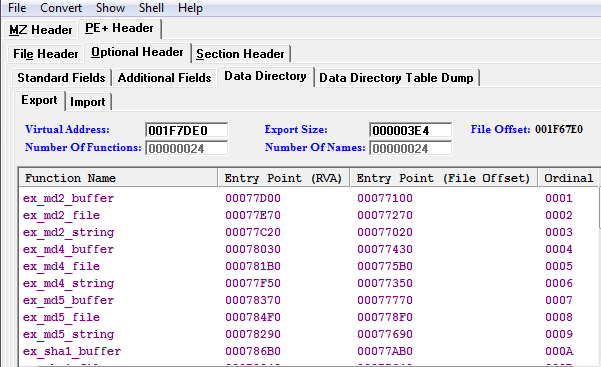 File Convert Show Shell Help
MZ Header PE+ Header
File Header Optional Header Section Header
Standard Fields Additional Fields Data Directory Data Directory Table Dump
Export Import
Virtual Address: 001F7DE0 Export Size: 000003E4 File Offset: 001F67E0
Number Of Functions: 00000024 Number Of Names: 00000024
Function Name Entry Point (RVA) Entry Point (File Offset) Ordinal
ex_md2_buffer 00077D00 00077100 0001
ex_md2_file 00077E70 00077270 0002
ex_md2_string 00077C20 00077020 0003
ex_md4_buffer 00078030 00077430 0004
ex_md4_file 000781B0 000775B0 0005
ex_md4_string 00077F50 00077350 0006
ex_md5_buffer 00078370 00077770 0007
ex_md5_file 000784F0 000778F0 0008
ex_md5_string 00078290 00077690 0009
ex_sha1_buffer 000786B0 00077AB0 000A